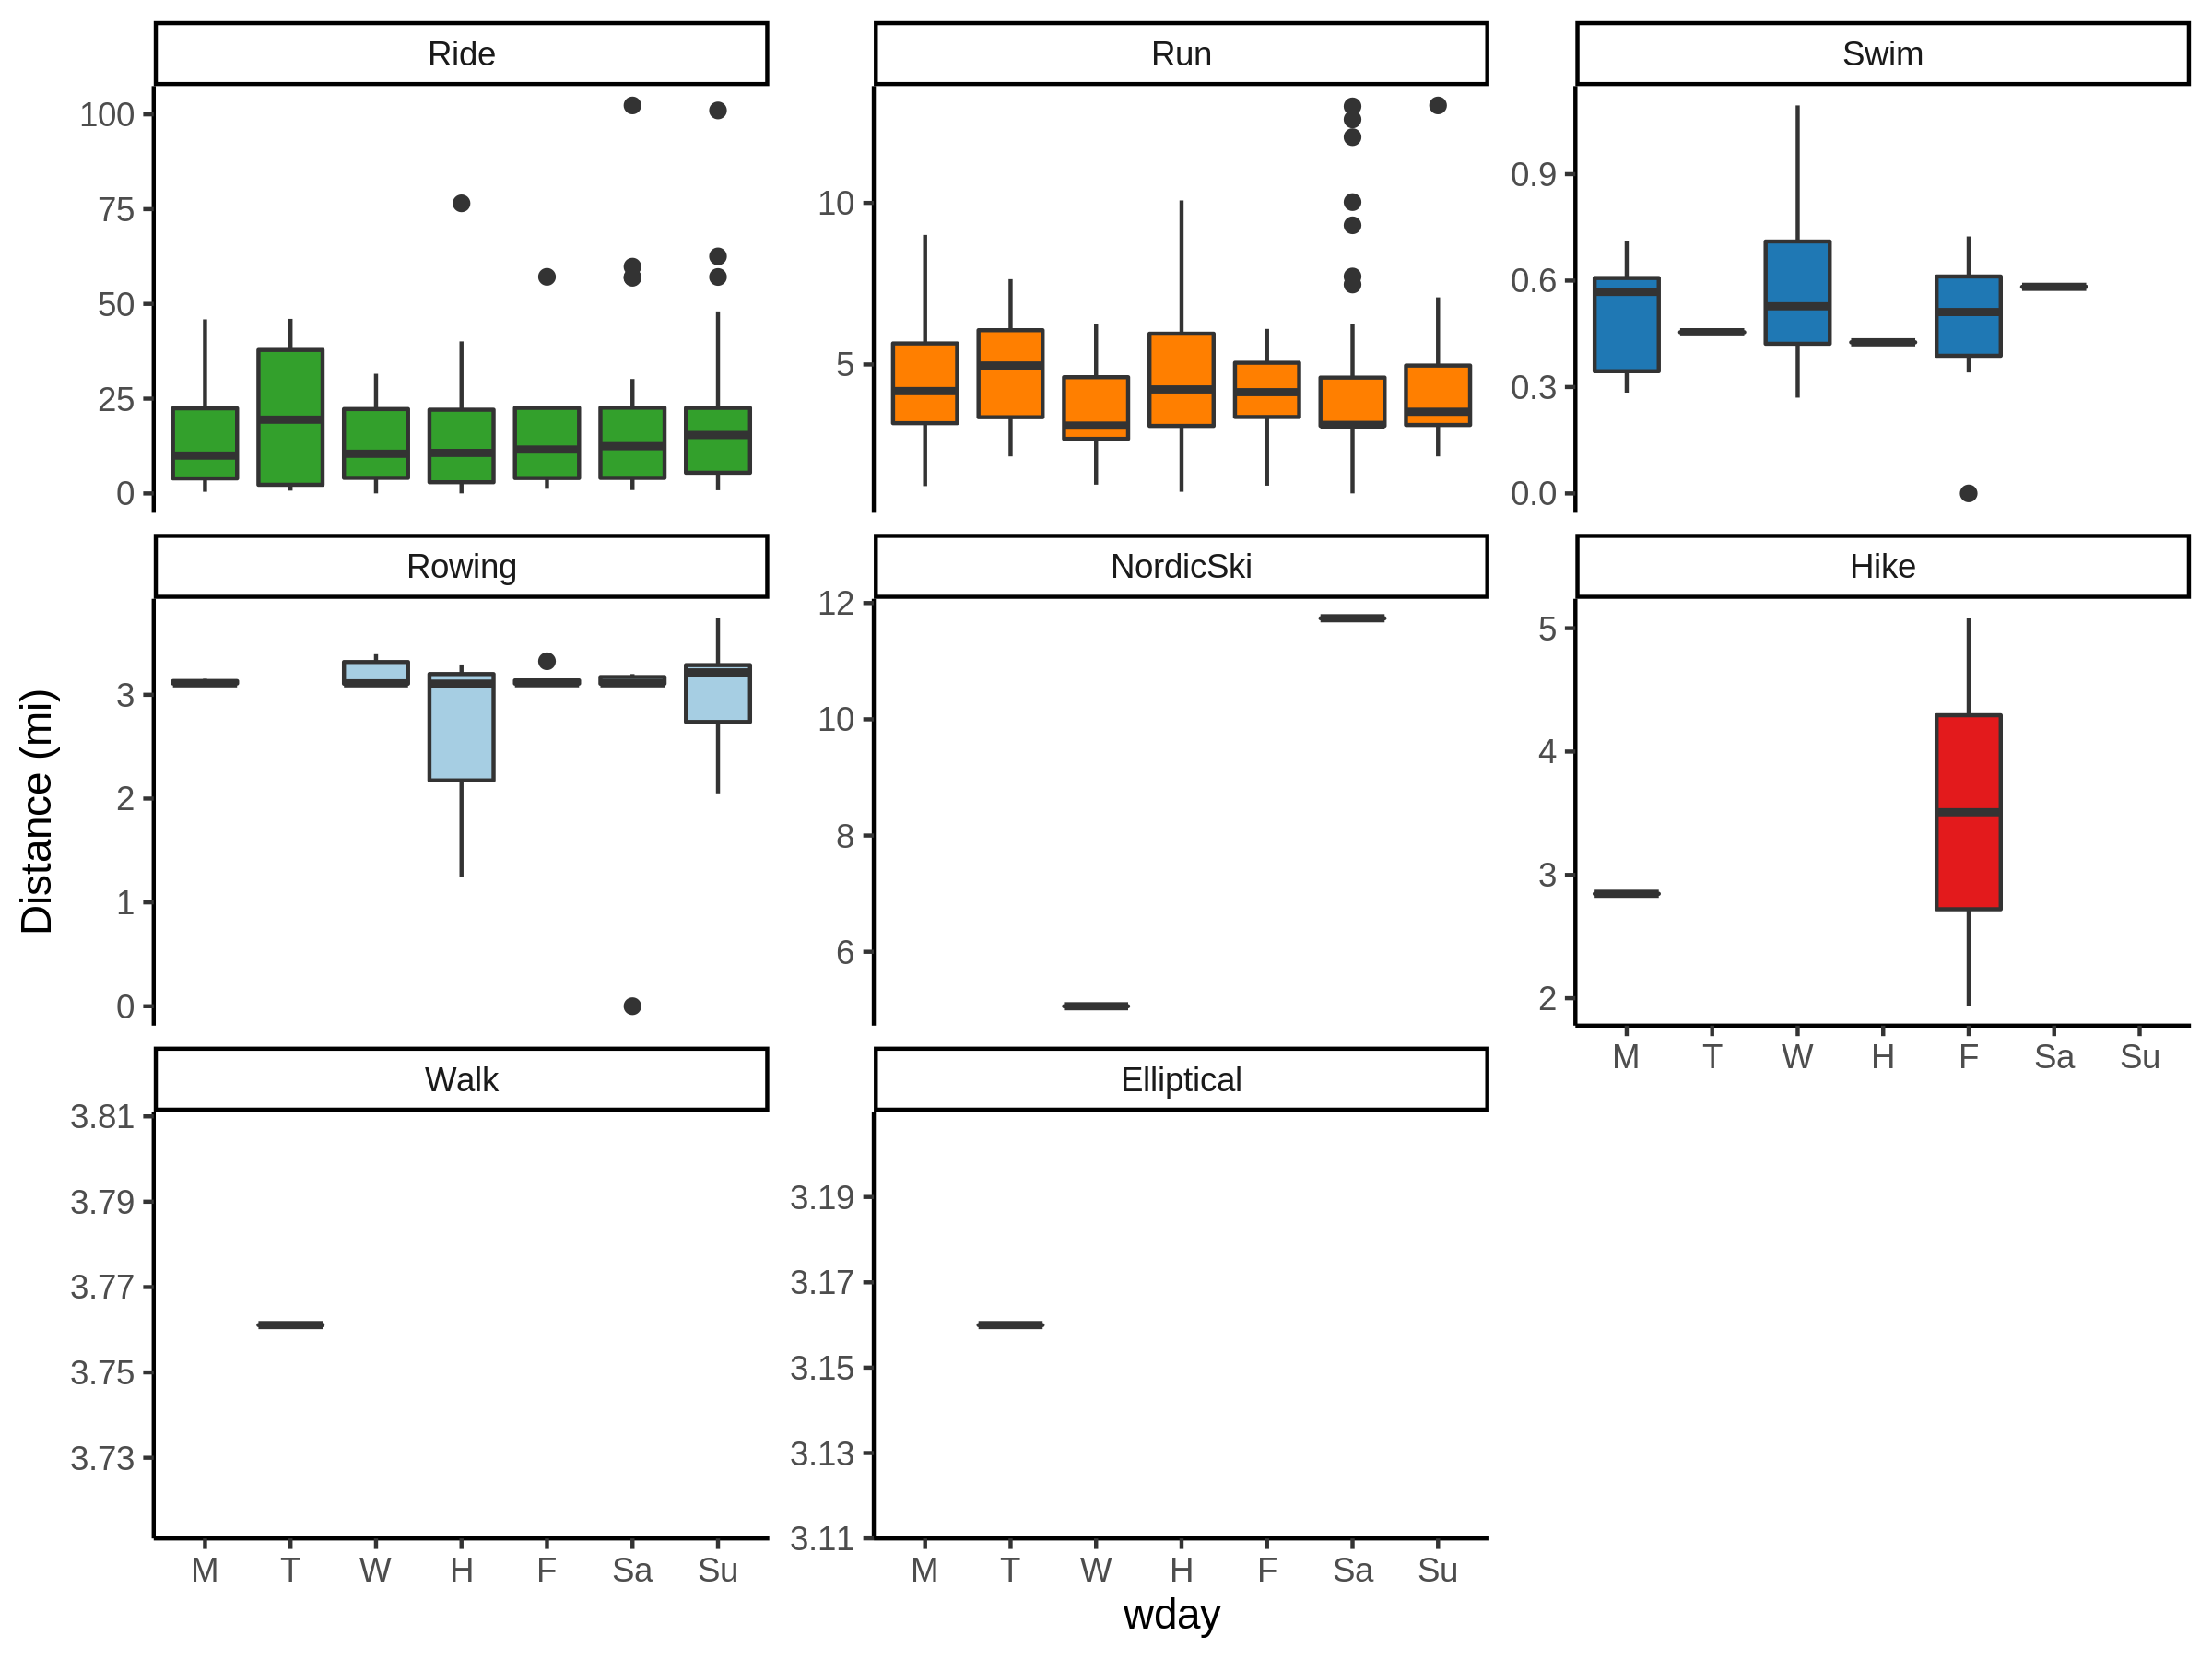 Ride
Run
Swim
100
75
50
25
0
10
5
0.9
0.6
0.3
0.0
Rowing
NordicSki
Hike
3
2
1
0
12
10
8
6
5
4
3
2
M T W H F Sa Su
Distance (mi)
Walk
Elliptical
3.81
3.79
3.77
3.75
3.73
3.19
3.17
3.15
3.13
3.11
M T W H F Sa Su
M T W H F Sa Su
wday